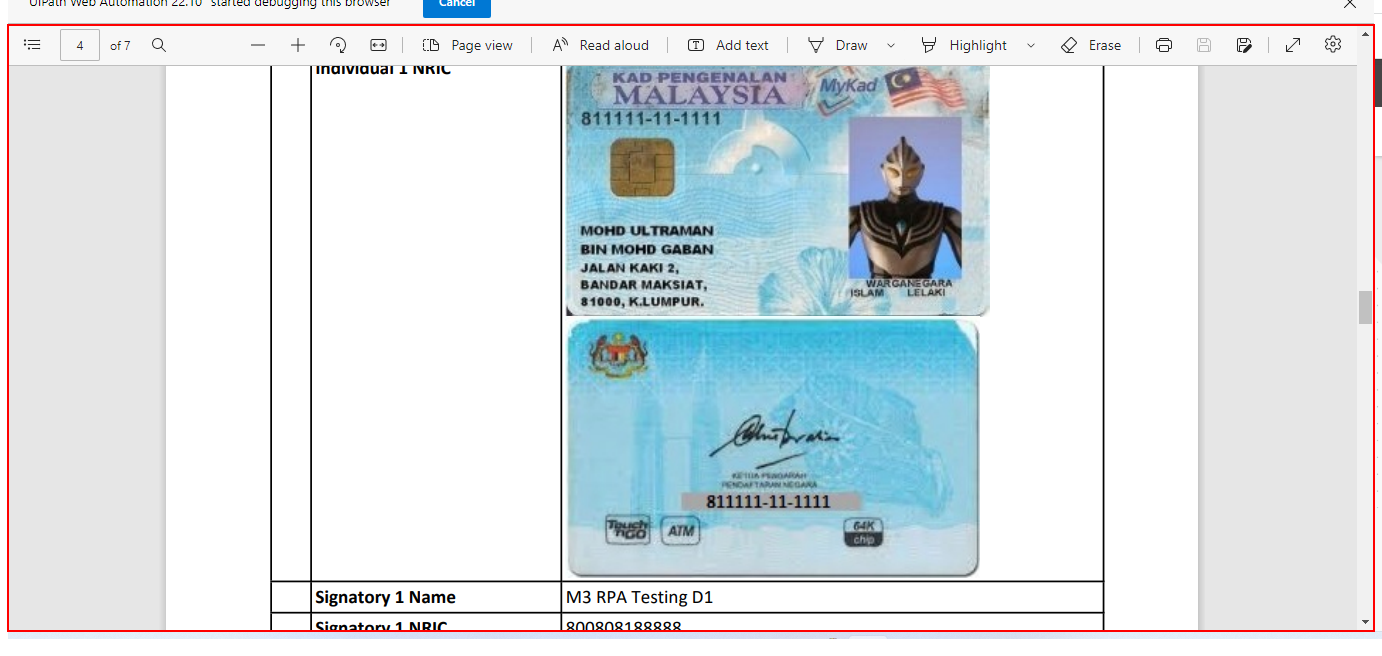 "UiPath Web Automation 22.10" started debugging this browser
Cancel
4 of 7
Page view
Read aloud
Add text
Draw
Highlight
Erase
Individual 1 NRIC
KAD PENGENALAN
MALAYSIA
MyKad
811111-11-1111
MOHD ULTRAMAN
BIN MOHD GABAN
JALAN KAKI 2,
BANDAR MAKSIAT,
81000, K.LUMPUR.
WARGANEGARA
ISLAM LELAKI
KETUA PENGARAH
PENDAFTARAN NEGARA
811111-11-1111
Touch
'nGO
ATM
64K
chip
Signatory 1 Name
M3 RPA Testing D1
Signatory 1 NRIC
800808188888